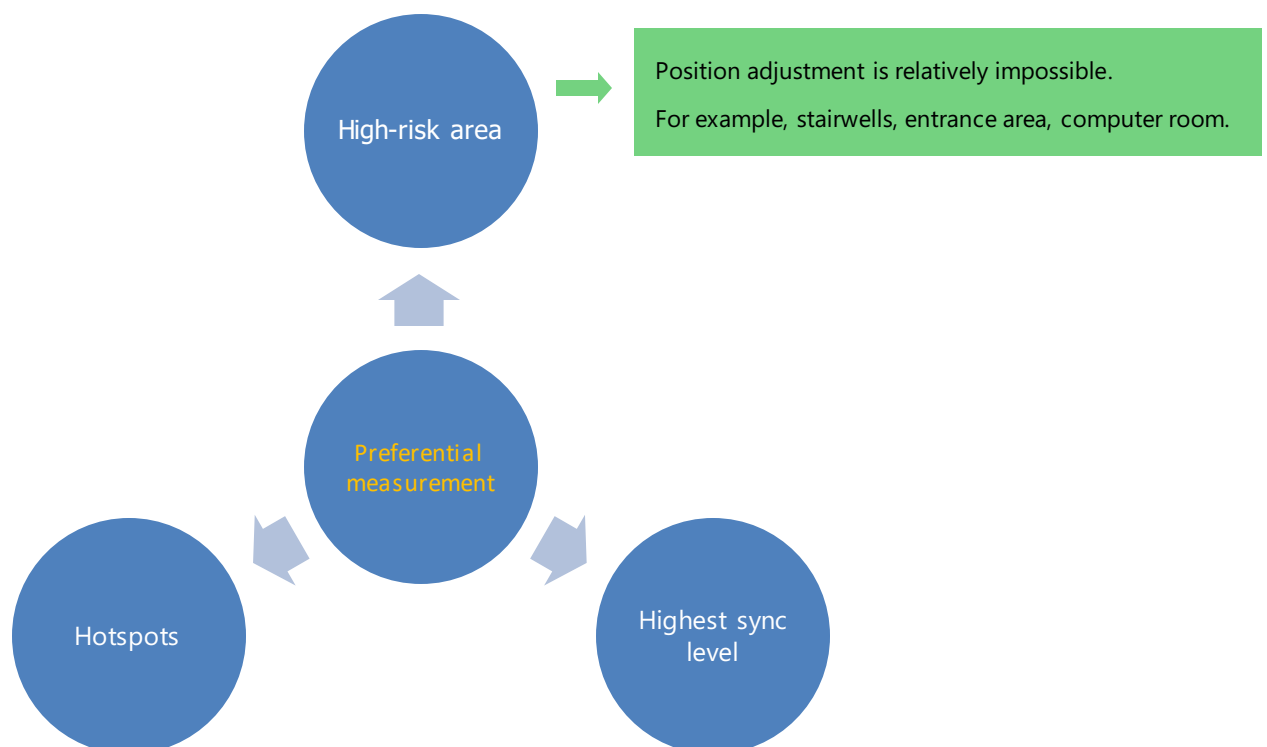 High-risk area
Position adjustment is relatively impossible.
For example, stairwells, entrance area, computer room.
Preferential
measurement
Hotspots
Highest sync
level